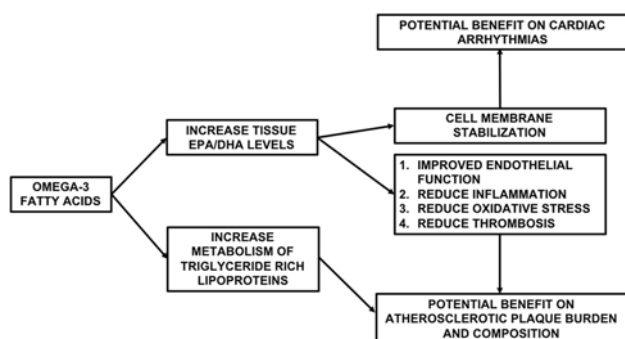 POTENTIAL BENEFIT ON CARDIAC
ARRHYTHMIAS
INCREASE TISSUE
EPA/DHA LEVELS
CELL MEMBRANE
STABILIZATION
OMEGA-3
FATTY ACIDS
1. IMPROVED ENDOTHELIAL
FUNCTION
2. REDUCE INFLAMMATION
3. REDUCE OXIDATIVE STRESS
4. REDUCE THROMBOSIS
INCREASE
METABOLISM OF
TRIGLYCERIDE RICH
LIPOPROTEINS
POTENTIAL BENEFIT ON
ATHEROSCLEROTIC PLAQUE BURDEN
AND COMPOSITION